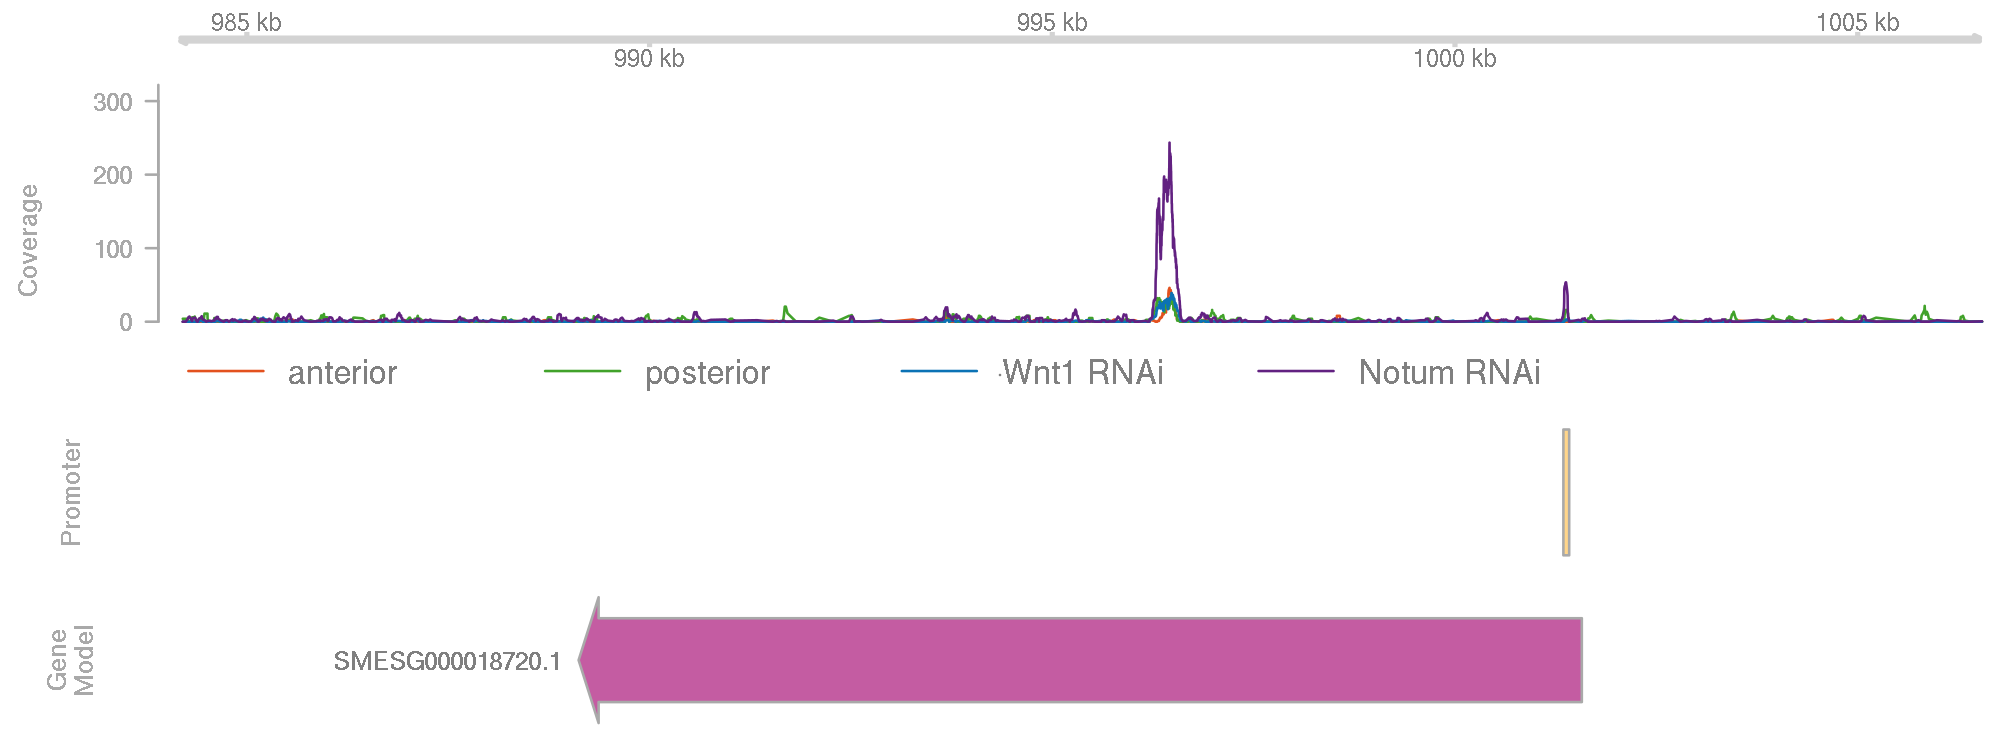 985 kb 995 kb 1005 kb
990 kb 1000 kb
300
200
100
0
Coverage
anterior posterior Wnt1 RNAi Notum RNAi
Promoter
Gene
Model
SMESG000018720.1